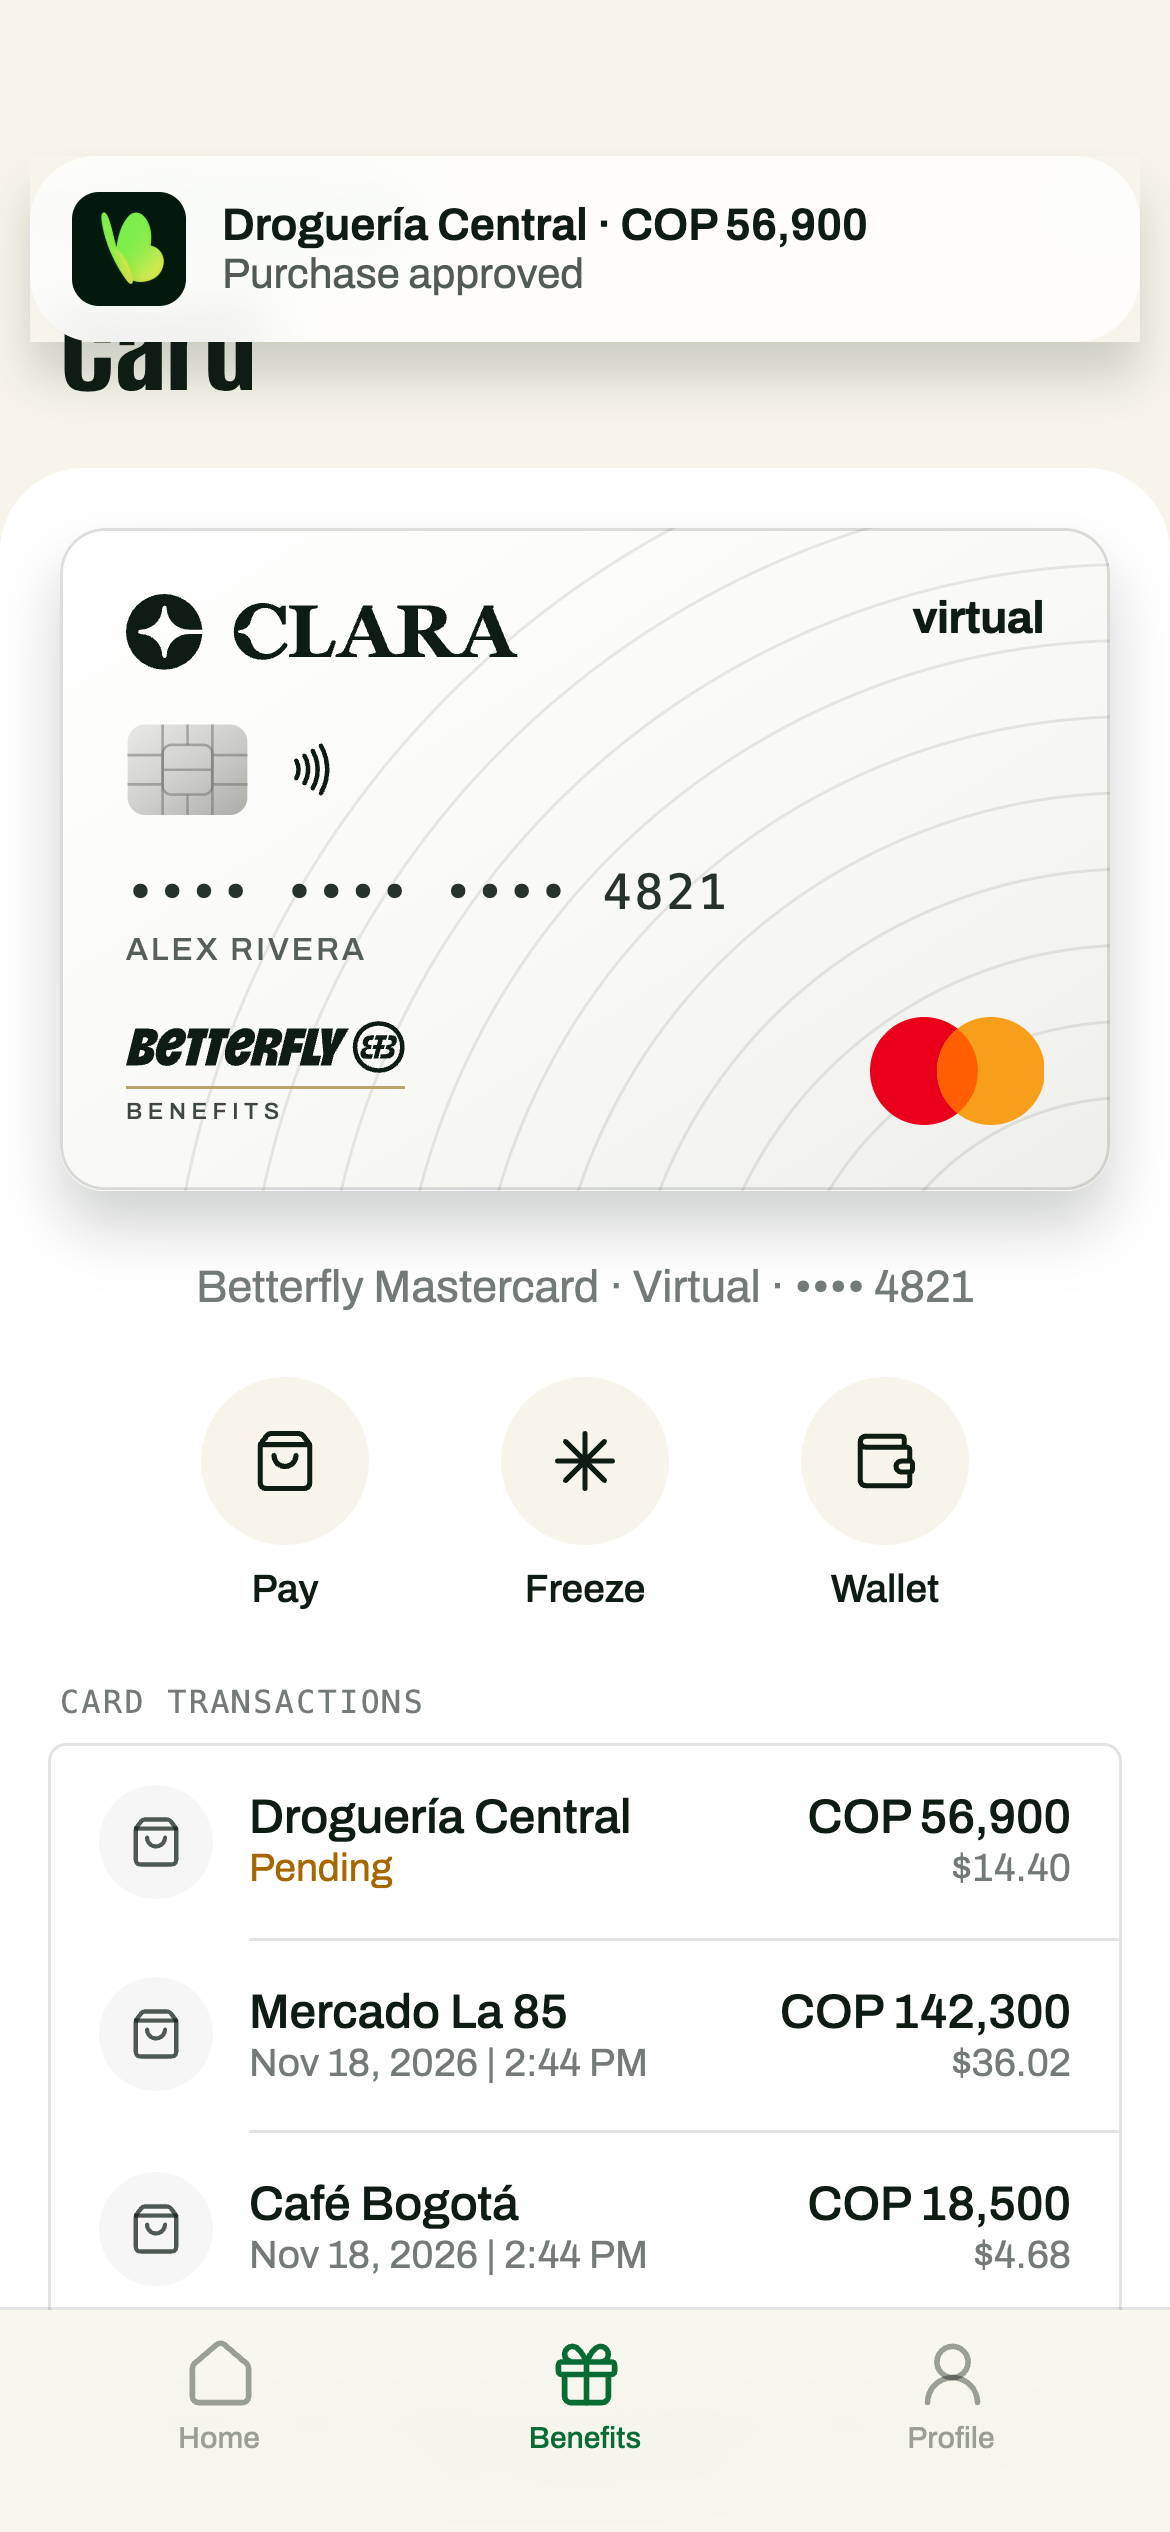 Droguería Central · COP 56,900
Purchase approved
Card
CLARA
virtual
•••• •••• •••• 4821
ALEX RIVERA
BETTERFLY
BENEFITS
Betterfly Mastercard · Virtual · •••• 4821
Pay
Freeze
Wallet
CARD TRANSACTIONS
Droguería Central
COP 56,900
Pending
$14.40
Mercado La 85
COP 142,300
Nov 18, 2026 | 2:44 PM
$36.02
Café Bogotá
COP 18,500
Nov 18, 2026 | 2:44 PM
$4.68
Home
Benefits
Profile